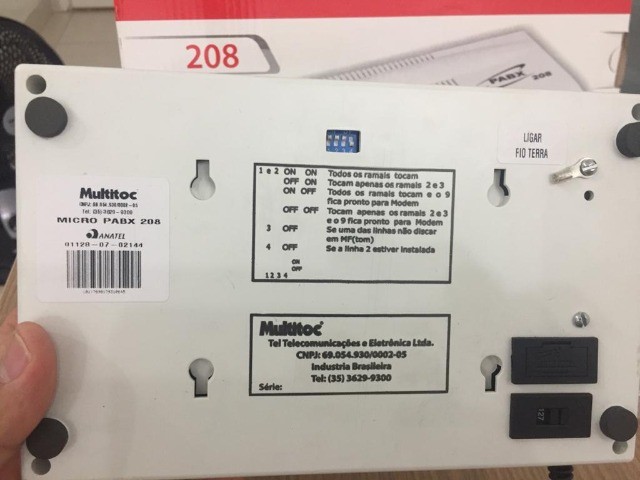 208
PABX 208
LIGAR
FIO TERRA
Multitoc
Tel. (35) 3629-9300
MICRO PABX 208
ANATEL
01128-07-02144
1 e 2 ON ON Todos os ramais tocam
OFF ON Tocam apenas os ramais 2 e 3
ON OFF Todos os ramais tocam e o 9
fica pronto para Modem
OFF OFF Tocam apenas os ramais 2 e 3
e o 9 fica pronto para Modem
3 OFF Se uma das linhas não discar
em MF(tom)
4 OFF Se a linha 2 estiver instalada
ON
OFF
1 2 3 4
Multitoc
Tel Telecomunicações e Eletrônica Ltda.
CNPJ: 69.054.930/0002-05
Industria Brasileira
Tel: (35) 3629-9300
Série:
127